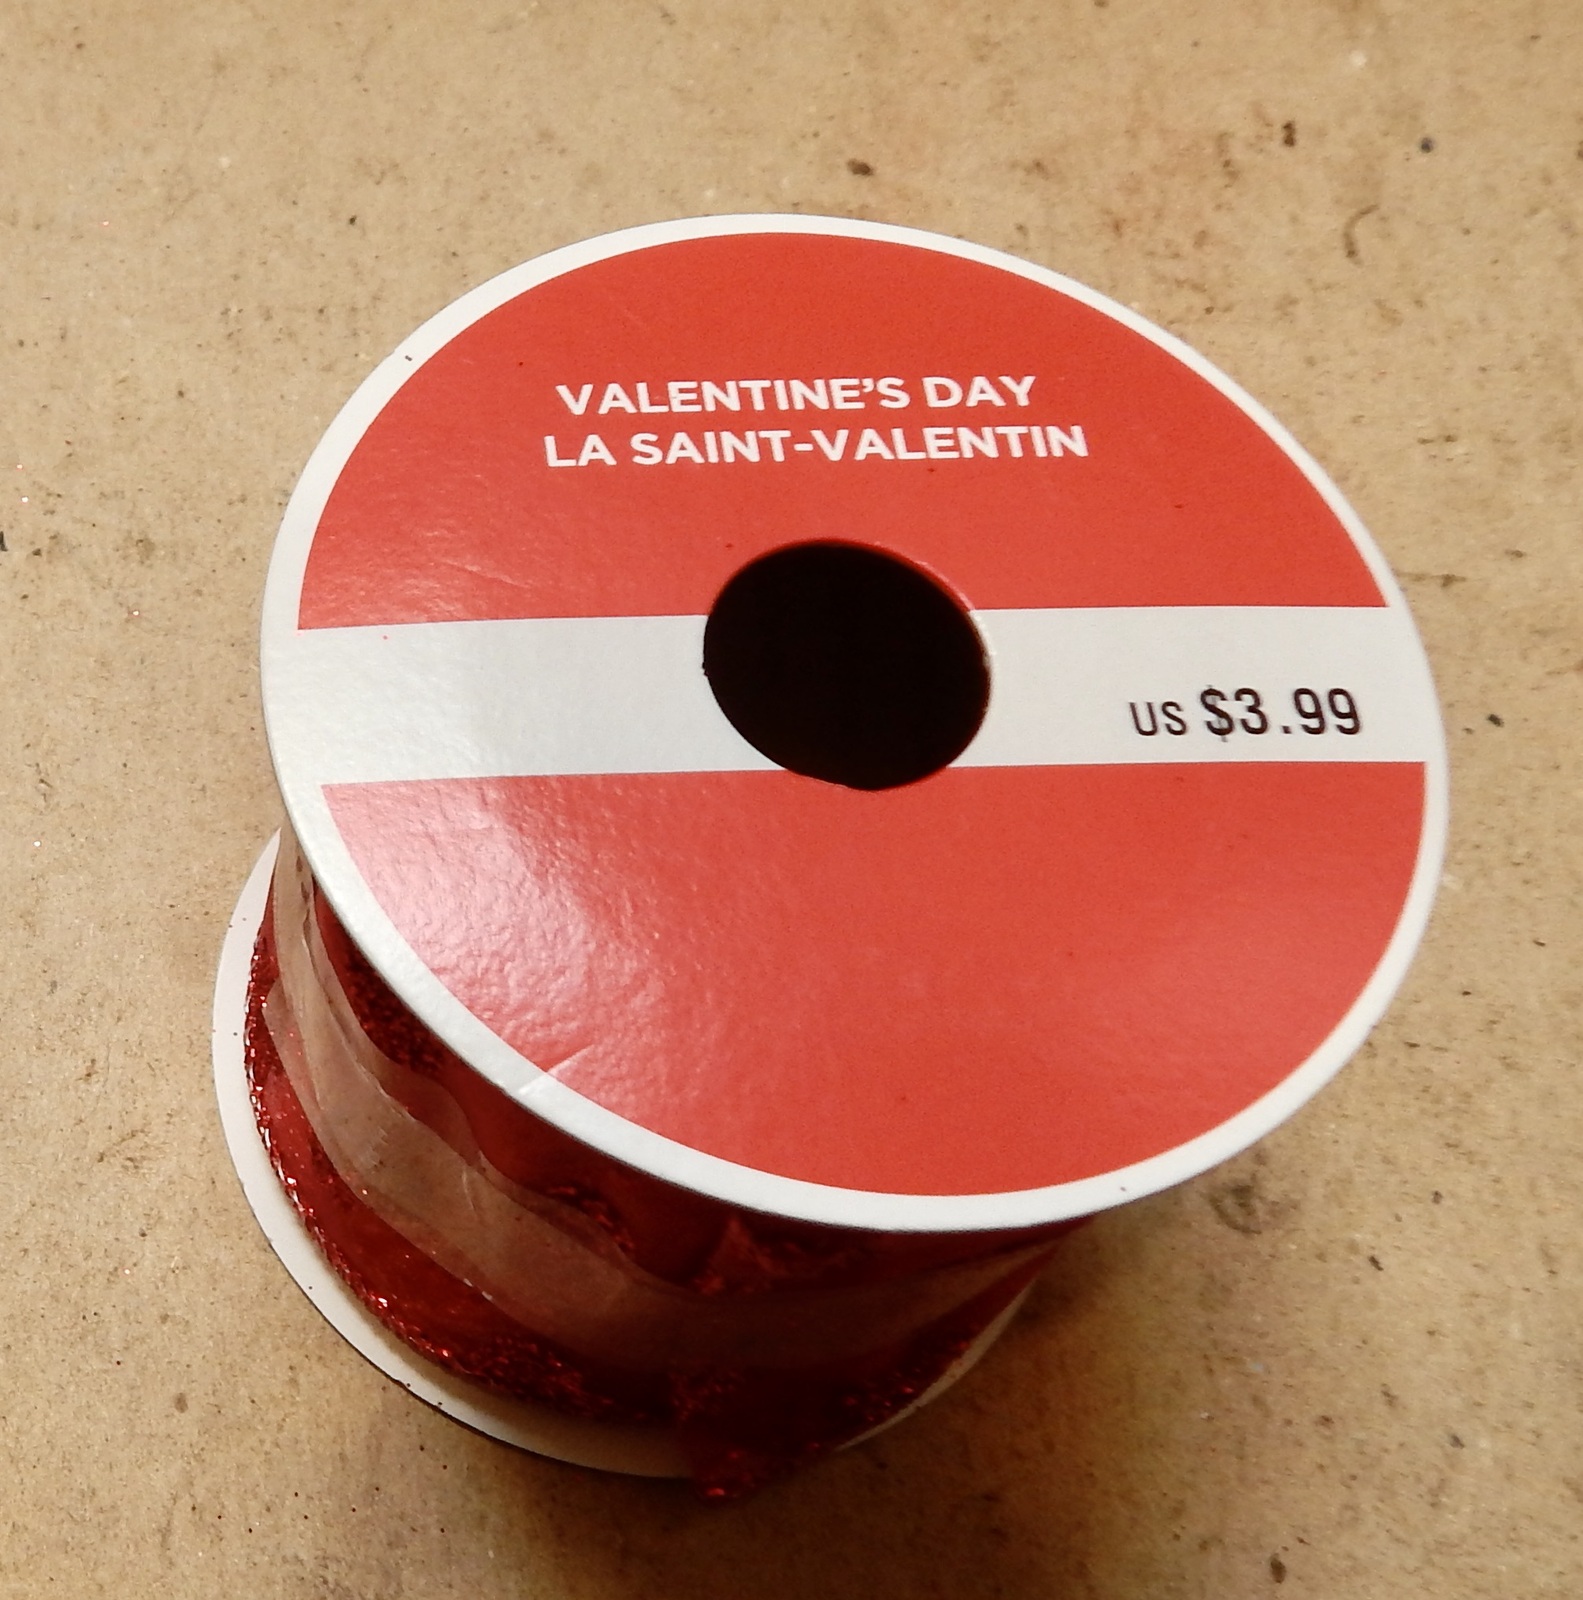 VALENTINE'S DAY
LA SAINT-VALENTIN
US $3.99